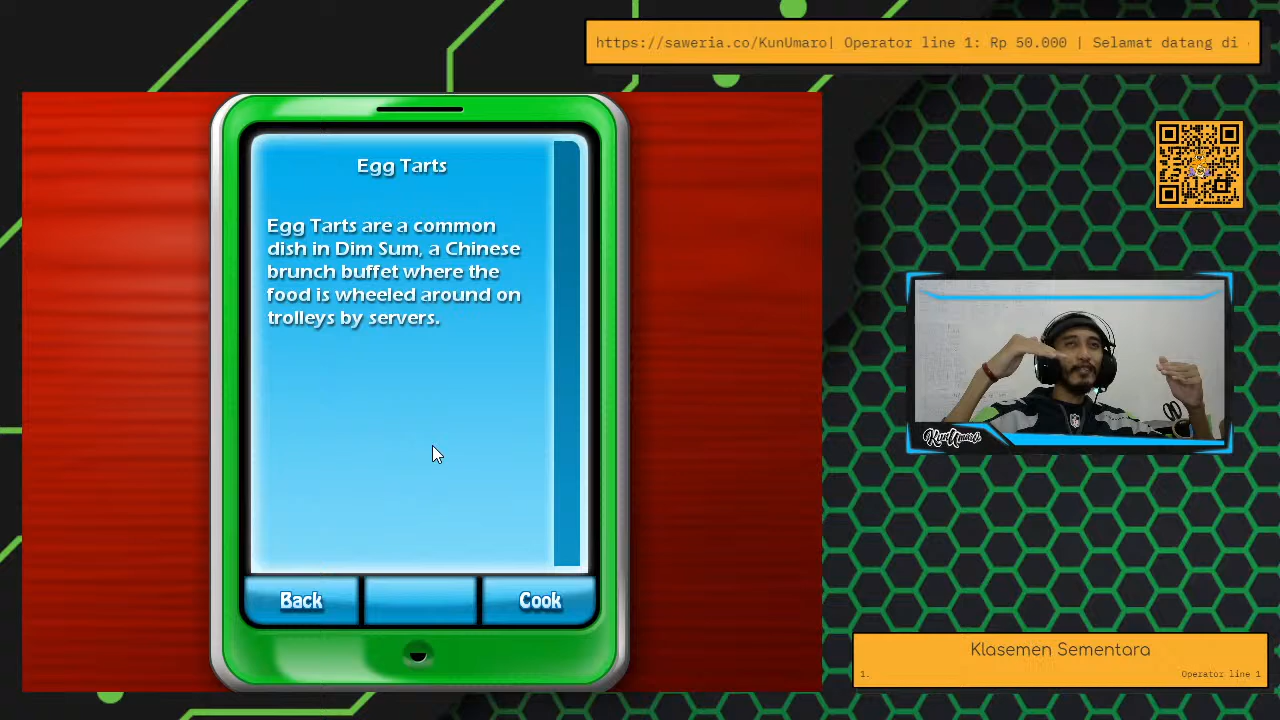 https://saweria.co/KunUmaro| Operator line 1: Rp 50.000 | Selamat datang di
Egg Tarts
Egg Tarts are a common
dish in Dim Sum, a Chinese
brunch buffet where the
food is wheeled around on
trolleys by servers.
Back
Cook
KunUmaro
Klasemen Sementara
1. Operator line 1